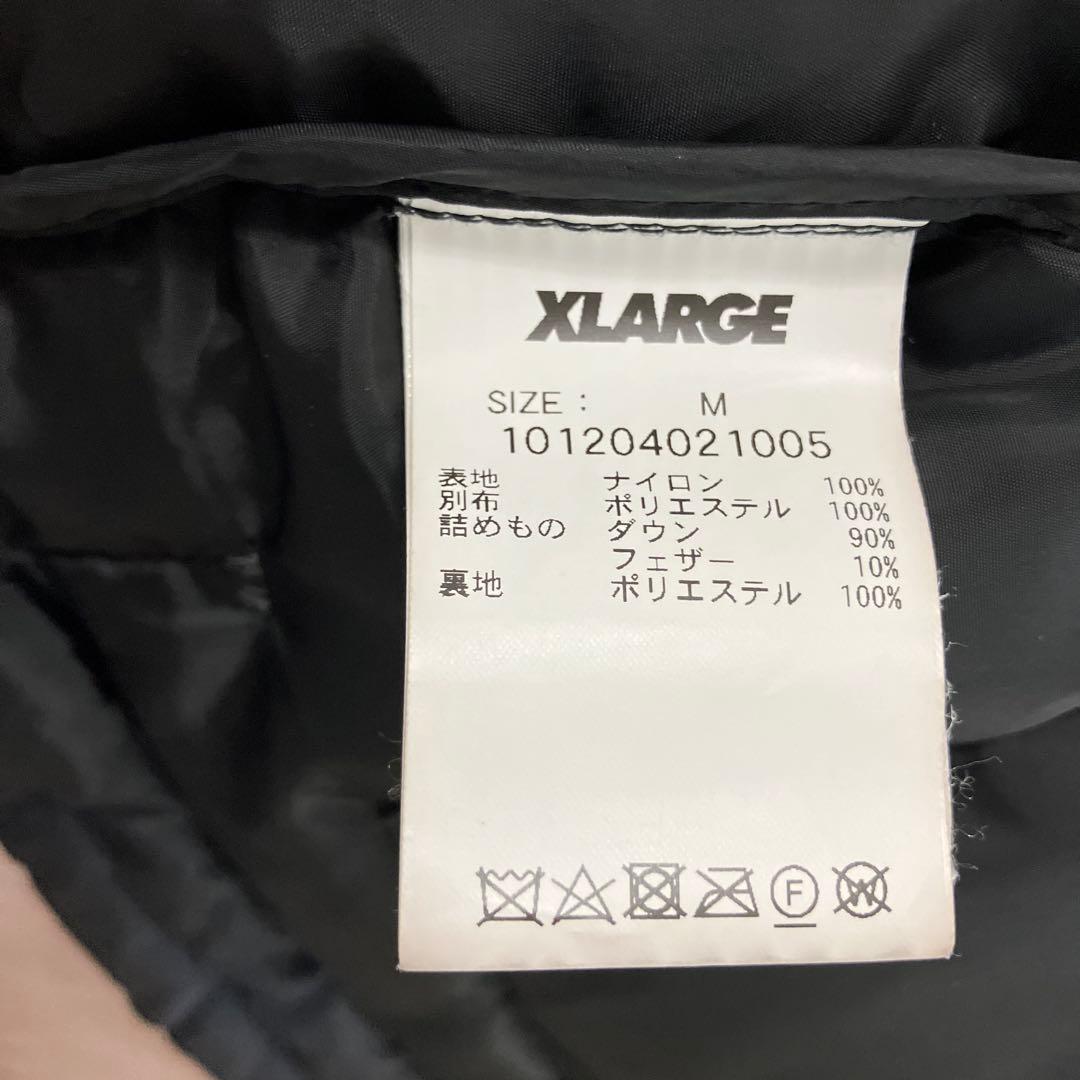 XLARGE
SIZE : M
101204021005
表地 ナイロン 100%
別布 ポリエステル 100%
詰めもの ダウン 90%
フェザー 10%
裏地 ポリエステル 100%
F W